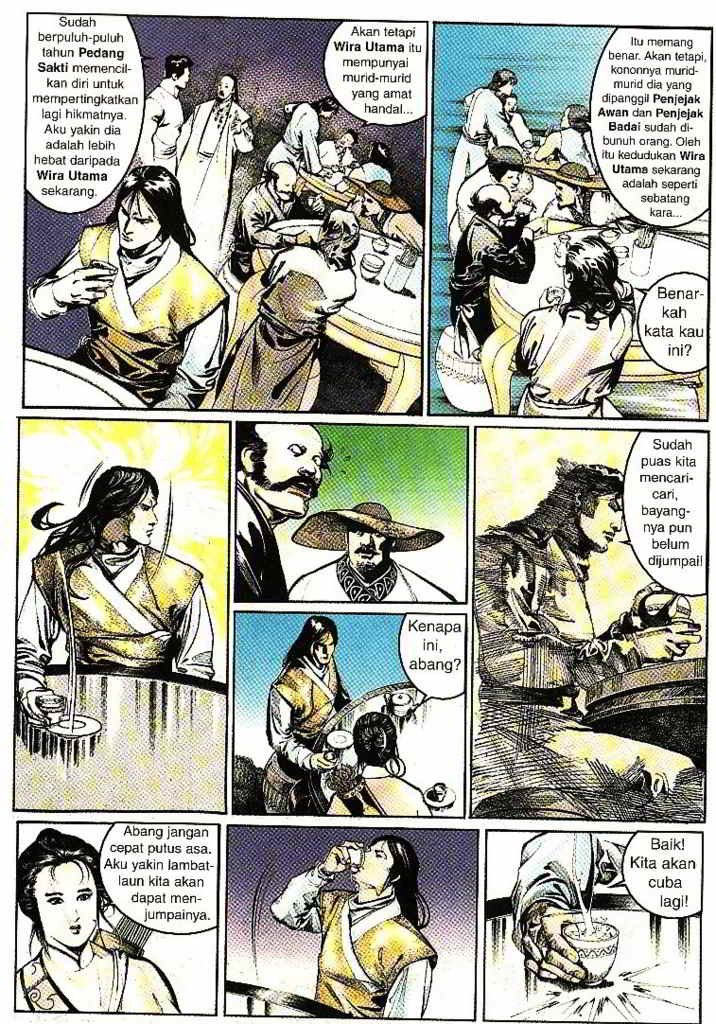 Sudah
berpuluh-puluh
tahun Pedang
Sakti memencil-
kan diri untuk
mempertingkatkan
lagi hikmatnya.
Aku yakin dia
adalah lebih
hebat daripada
Wira Utama
sekarang.
Akan tetapi
Wira Utama itu
mempunyai
murid-murid
yang amat
handal...
Itu memang
benar. Akan tetapi,
kononnya murid-
murid dia yang
dipanggil Penjejak
Awan dan Penjejak
Badai sudah di-
bunuh orang. Oleh
itu kedudukan Wira
Utama sekarang
adalah seperti
sebatang
kara...
Benar-
kah
kata kau
ini?
Sudah
puas kita
mencari-
cari,
bayang-
nya pun
belum
dijumpai!
Kenapa
ini,
abang?
Abang jangan
cepat putus asa.
Aku yakin lambat-
laun kita akan
dapat men-
jumpainya.
Baik!
Kita akan
cuba
lagi!